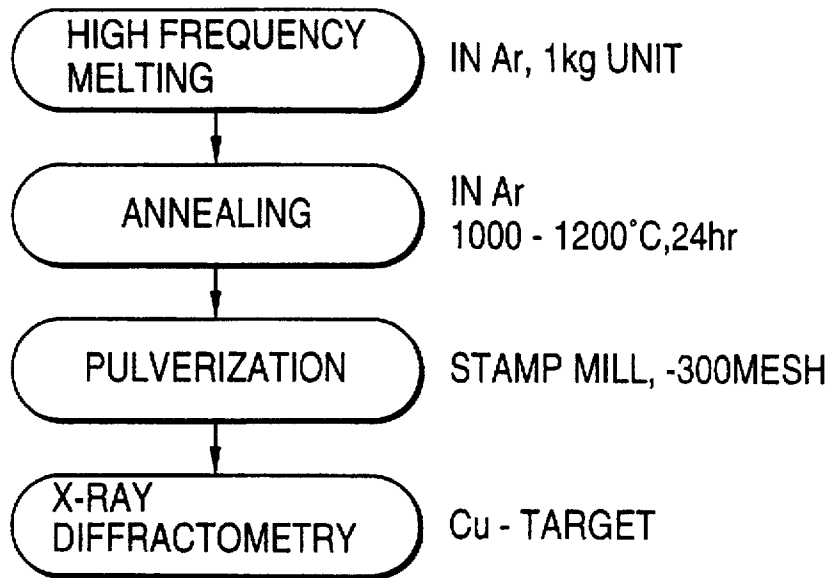 HIGH FREQUENCY
MELTING
IN Ar, 1kg UNIT
ANNEALING
IN Ar
1000 - 1200°C,24hr
PULVERIZATION
STAMP MILL, -300MESH
X-RAY
DIFFRACTOMETRY
Cu - TARGET